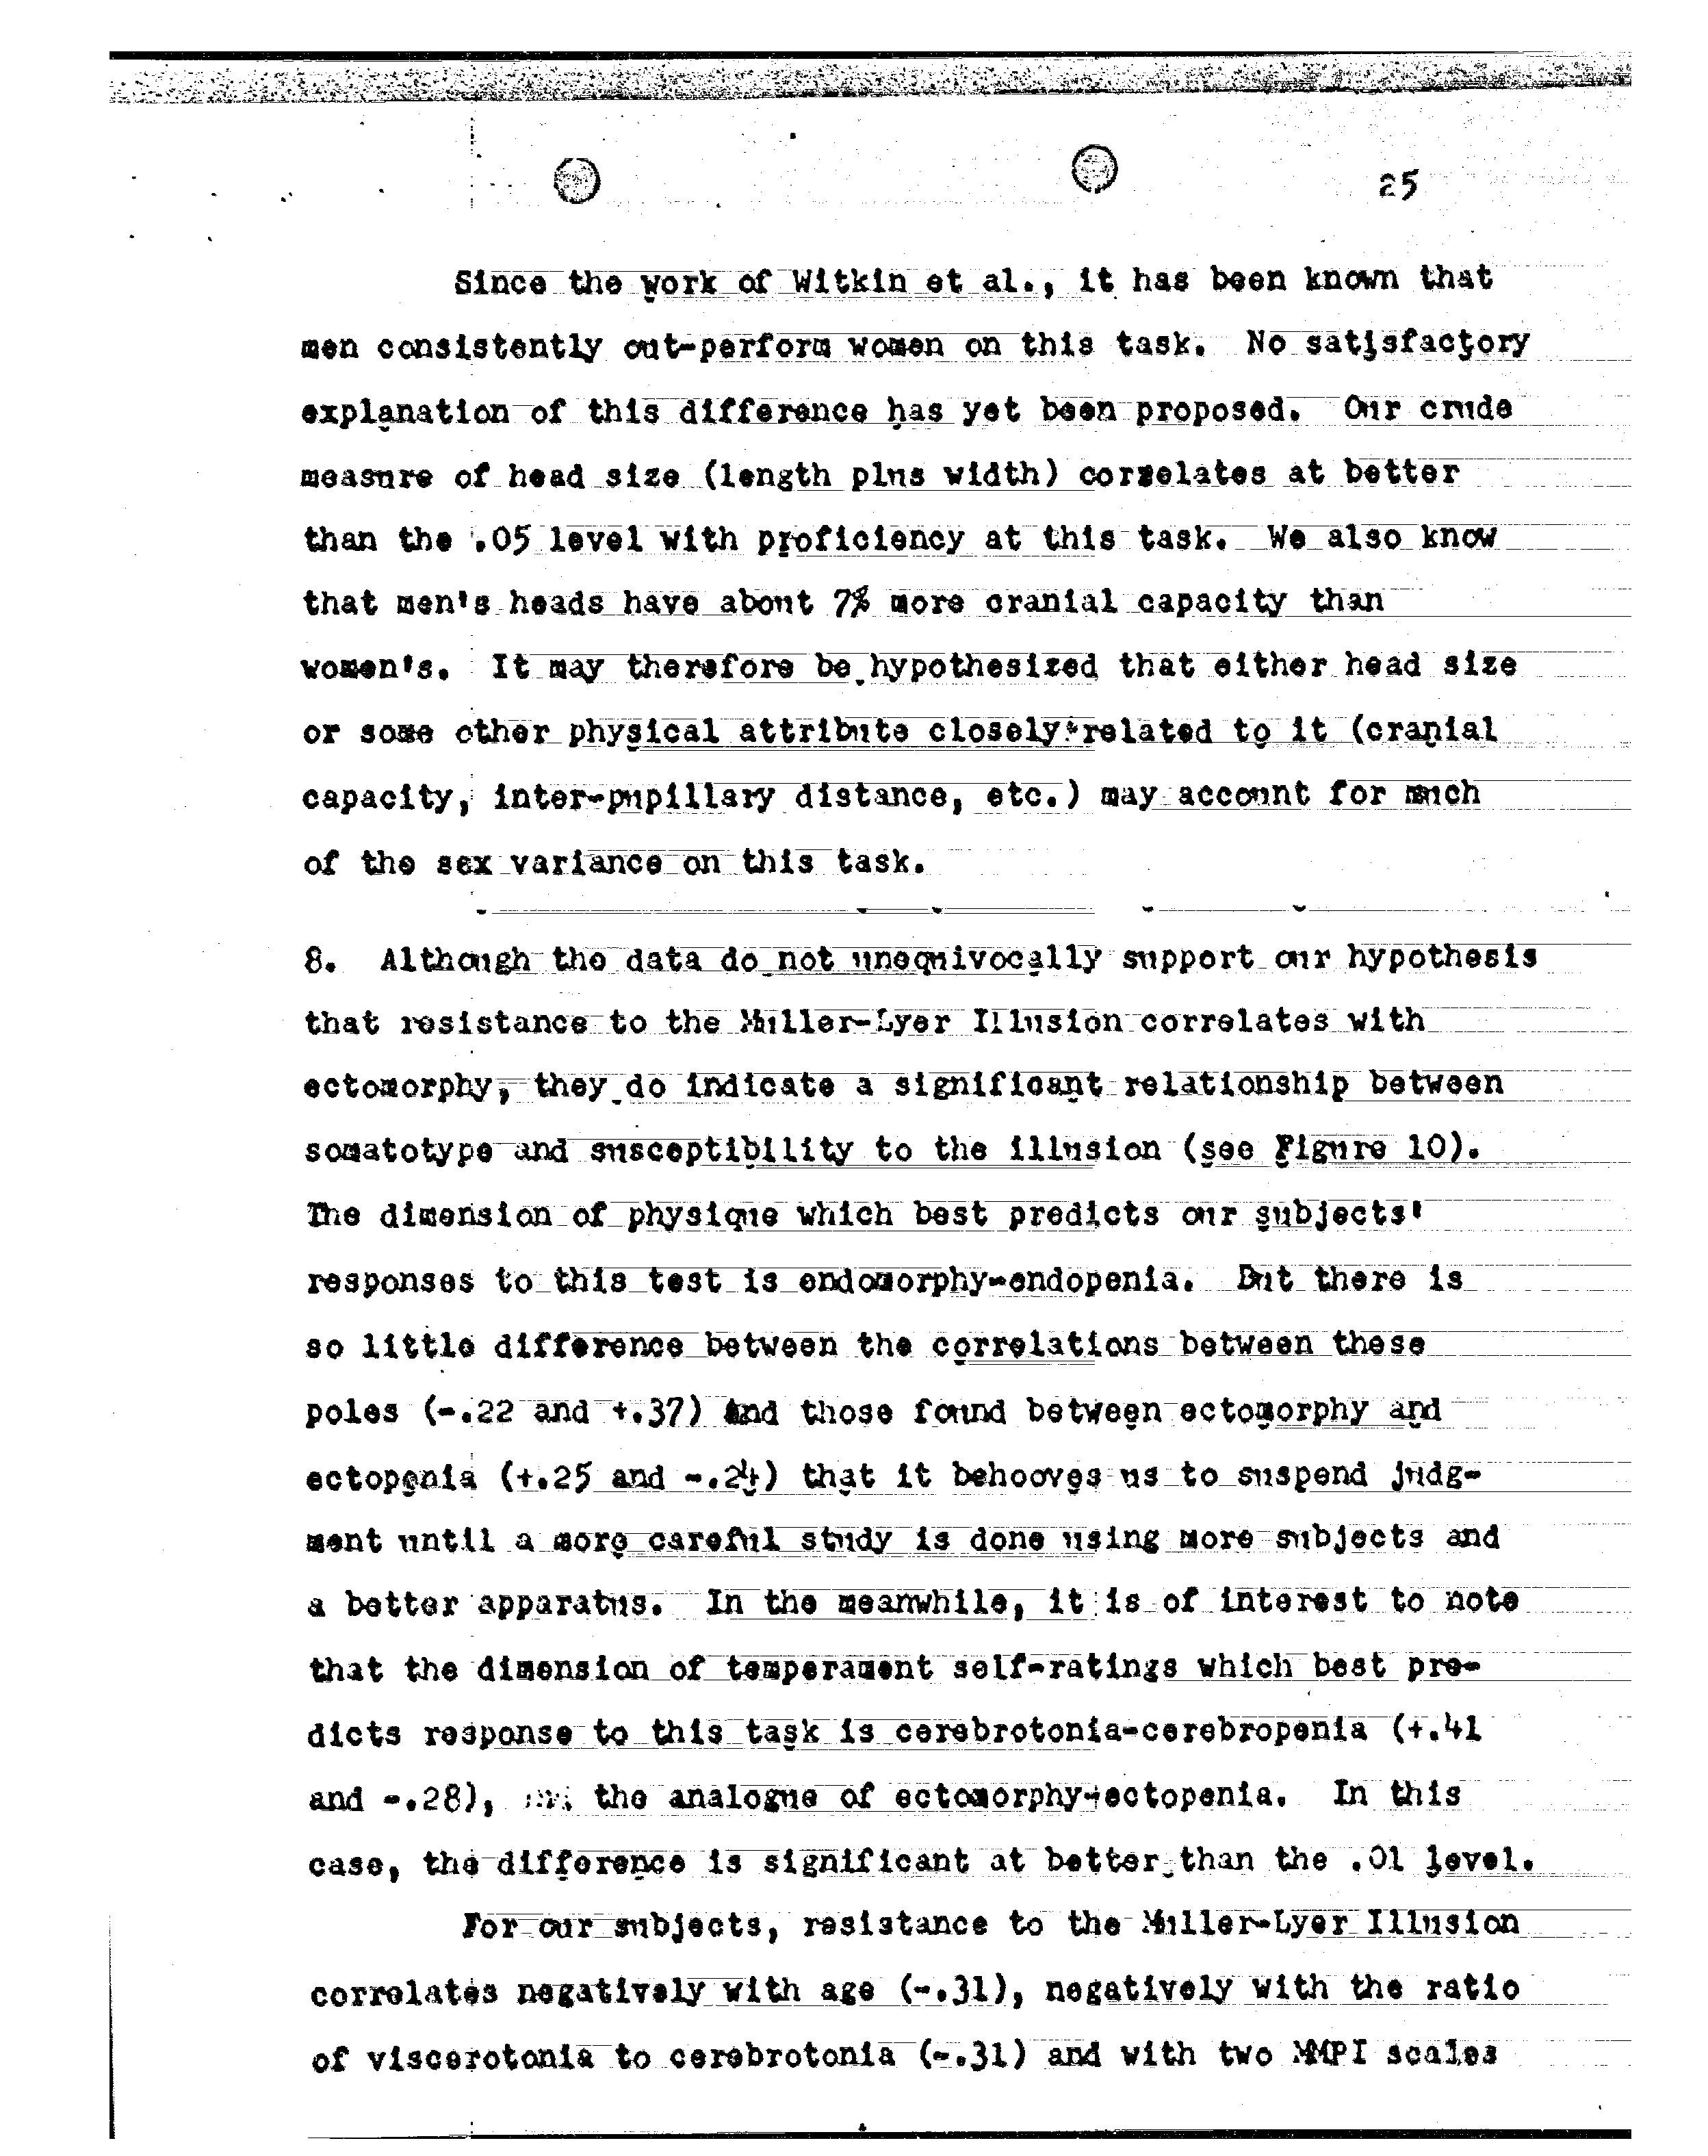 25
Since the work of Witkin et al., it has been known that
men consistently out-perform women on this task. No satisfactory
explanation of this difference has yet been proposed. Our crude
measure of head size (length plus width) correlates at better
than the .05 level with proficiency at this task. We also know
that men's heads have about 7% more cranial capacity than
women's. It may therefore be hypothesized that either head size
or some other physical attribute closely related to it (cranial
capacity, inter-pupillary distance, etc.) may account for much
of the sex variance on this task.
8. Although the data do not unequivocally support our hypothesis
that resistance to the Muller-Lyer Illusion correlates with
ectomorphy, they do indicate a significant relationship between
somatotype and susceptibility to the illusion (see Figure 10).
The dimension of physique which best predicts our subjects'
responses to this test is endomorphy-endopenia. But there is
so little difference between the correlations between these
poles (-.22 and +.37) and those found between ectomorphy and
ectopenia (+.25 and -.24) that it behooves us to suspend judg-
ment until a more careful study is done using more subjects and
a better apparatus. In the meanwhile, it is of interest to note
that the dimension of temperament self-ratings which best pre-
dicts response to this task is cerebrotonia-cerebropenia (+.41
and -.28), the analogue of ectomorphy-ectopenia. In this
case, the difference is significant at better than the .01 level.
For our subjects, resistance to the Muller-Lyer Illusion
correlates negatively with age (-.31), negatively with the ratio
of viscerotonia to cerebrotonia (-.31) and with two MMPI scales